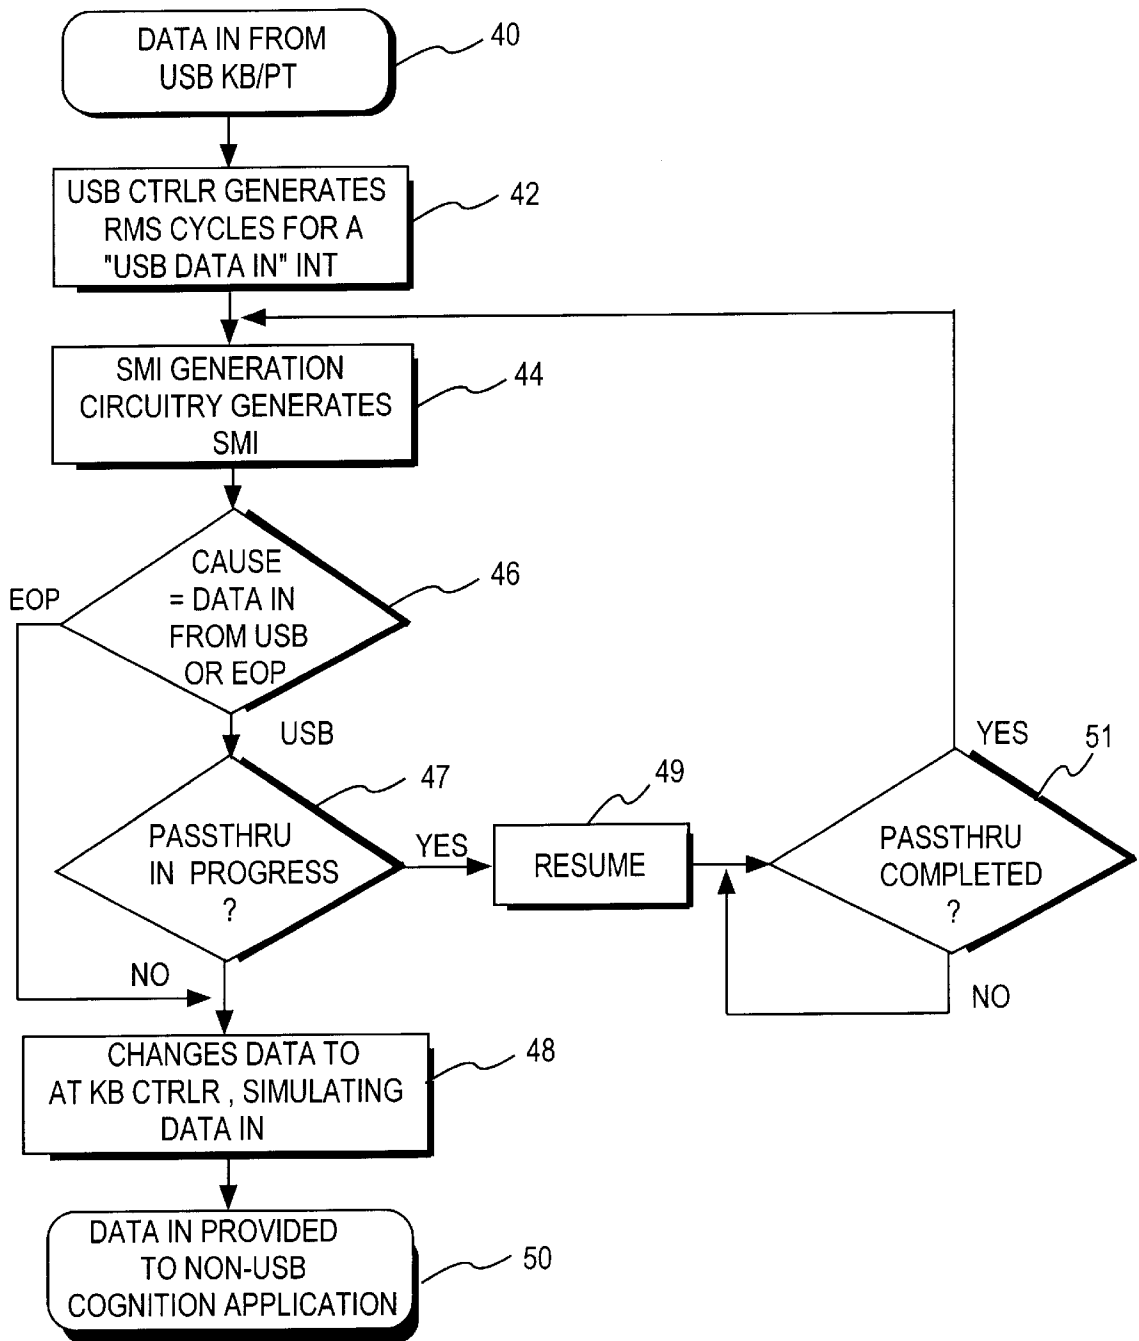 DATA IN FROM
USB KB/PT
40
USB CTRLR GENERATES
RMS CYCLES FOR A
"USB DATA IN" INT
42
SMI GENERATION
CIRCUITRY GENERATES
SMI
44
CAUSE
= DATA IN
FROM USB
OR EOP
46
EOP
USB
PASSTHRU
IN PROGRESS
?
47
YES
NO
RESUME
49
PASSTHRU
COMPLETED
?
51
YES
NO
CHANGES DATA TO
AT KB CTRLR , SIMULATING
DATA IN
48
DATA IN PROVIDED
TO NON-USB
COGNITION APPLICATION
50